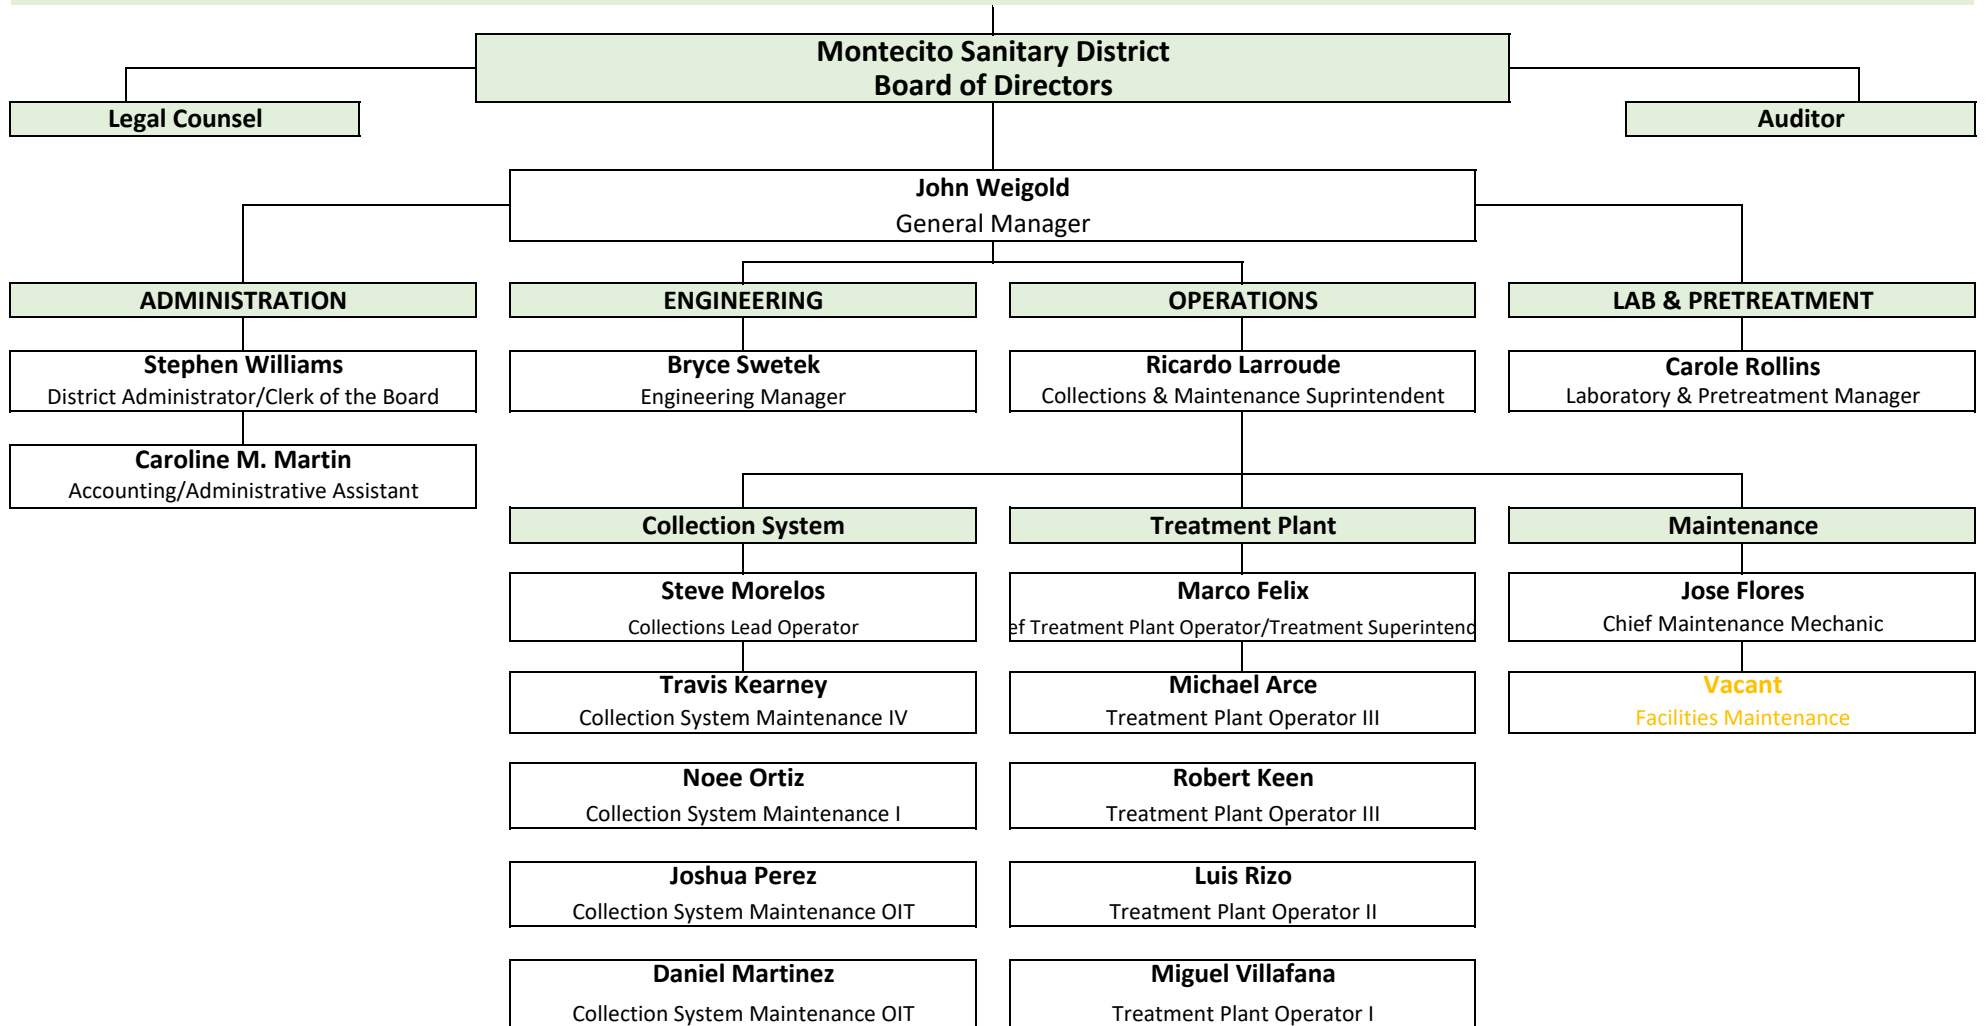 Montecito Sanitary District
Board of Directors
Legal Counsel
Auditor
John Weigold
General Manager
ADMINISTRATION
ENGINEERING
OPERATIONS
LAB & PRETREATMENT
Stephen Williams
District Administrator/Clerk of the Board
Bryce Swetek
Engineering Manager
Ricardo Larroude
Collections & Maintenance Suprintendent
Carole Rollins
Laboratory & Pretreatment Manager
Caroline M. Martin
Accounting/Administrative Assistant
Collection System
Treatment Plant
Maintenance
Steve Morelos
Collections Lead Operator
Marco Felix
ef Treatment Plant Operator/Treatment Superintend
Jose Flores
Chief Maintenance Mechanic
Travis Kearney
Collection System Maintenance IV
Michael Arce
Treatment Plant Operator III
Vacant
Facilities Maintenance
Noee Ortiz
Collection System Maintenance I
Robert Keen
Treatment Plant Operator III
Joshua Perez
Collection System Maintenance OIT
Luis Rizo
Treatment Plant Operator II
Daniel Martinez
Collection System Maintenance OIT
Miguel Villafana
Treatment Plant Operator I